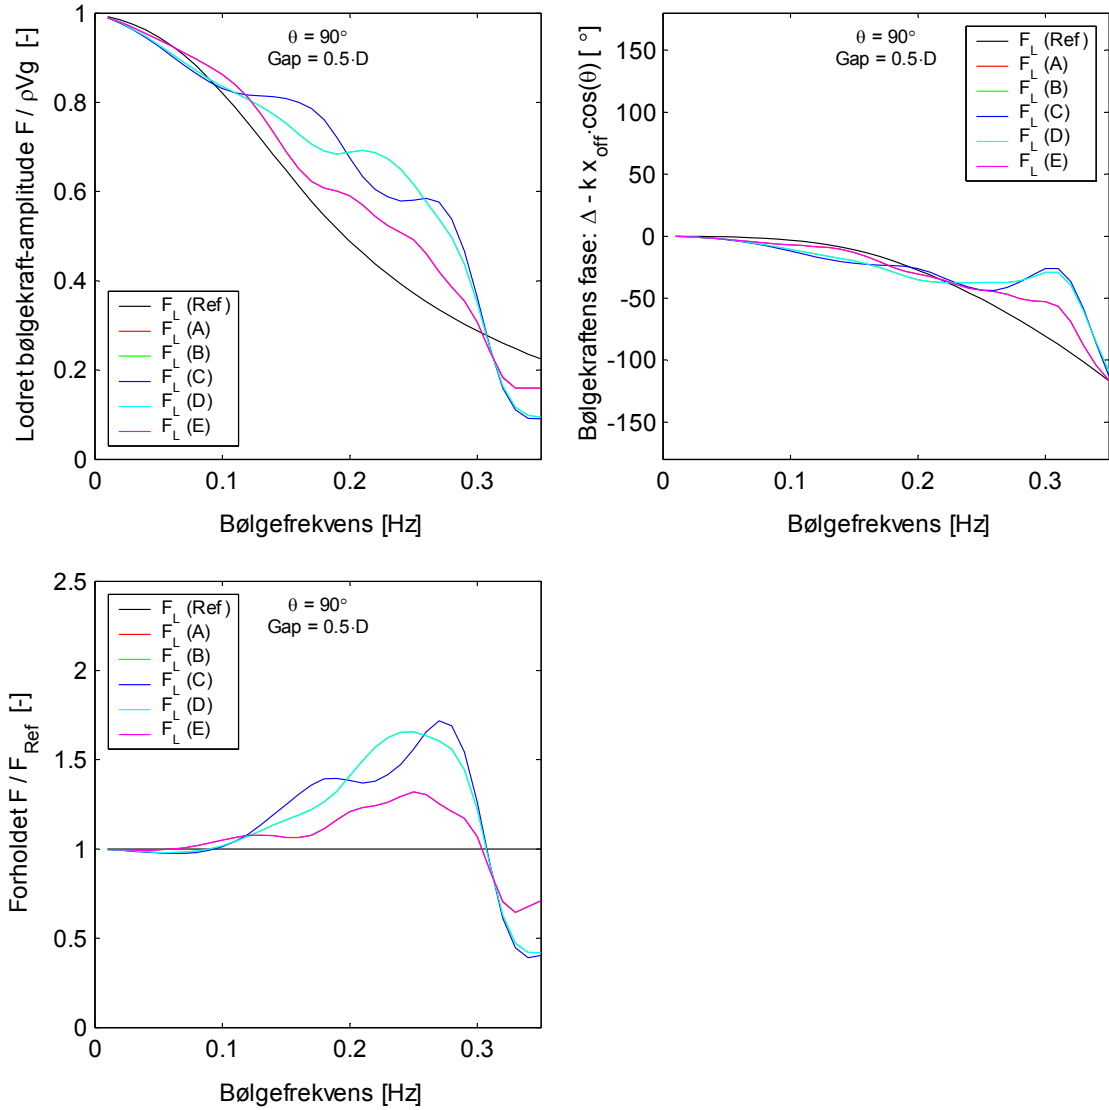 1
0.8
0.6
0.4
0.2
0
0
0.1
0.2
0.3
Lodret bølgekraft-amplitude F / ρVg [-]
Bølgefrekvens [Hz]
θ = 90°
Gap = 0.5·D
F_L (Ref)
F_L (A)
F_L (B)
F_L (C)
F_L (D)
F_L (E)
150
100
50
0
-50
-100
-150
0
0.1
0.2
0.3
Bølgekraftens fase: Δ - k x_off·cos(θ) [ °]
Bølgefrekvens [Hz]
θ = 90°
Gap = 0.5·D
F_L (Ref)
F_L (A)
F_L (B)
F_L (C)
F_L (D)
F_L (E)
2.5
2
1.5
1
0.5
0
0
0.1
0.2
0.3
Forholdet F / F_Ref [-]
Bølgefrekvens [Hz]
θ = 90°
Gap = 0.5·D
F_L (Ref)
F_L (A)
F_L (B)
F_L (C)
F_L (D)
F_L (E)